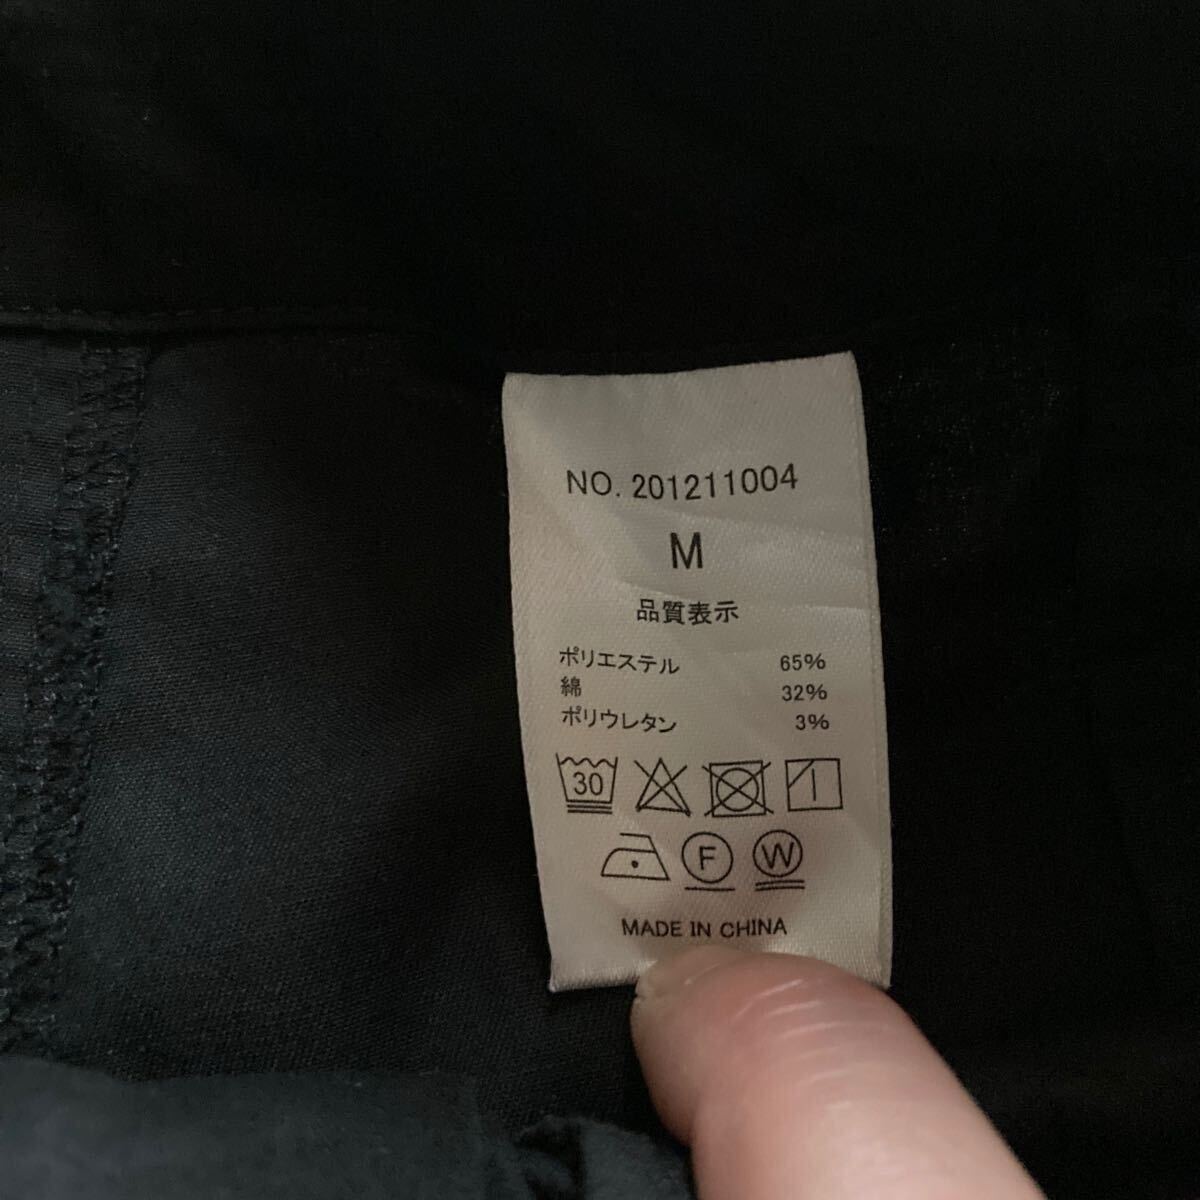 NO. 201211004
M
品質表示
ポリエステル 65%
綿 32%
ポリウレタン 3%
30
F W
MADE IN CHINA